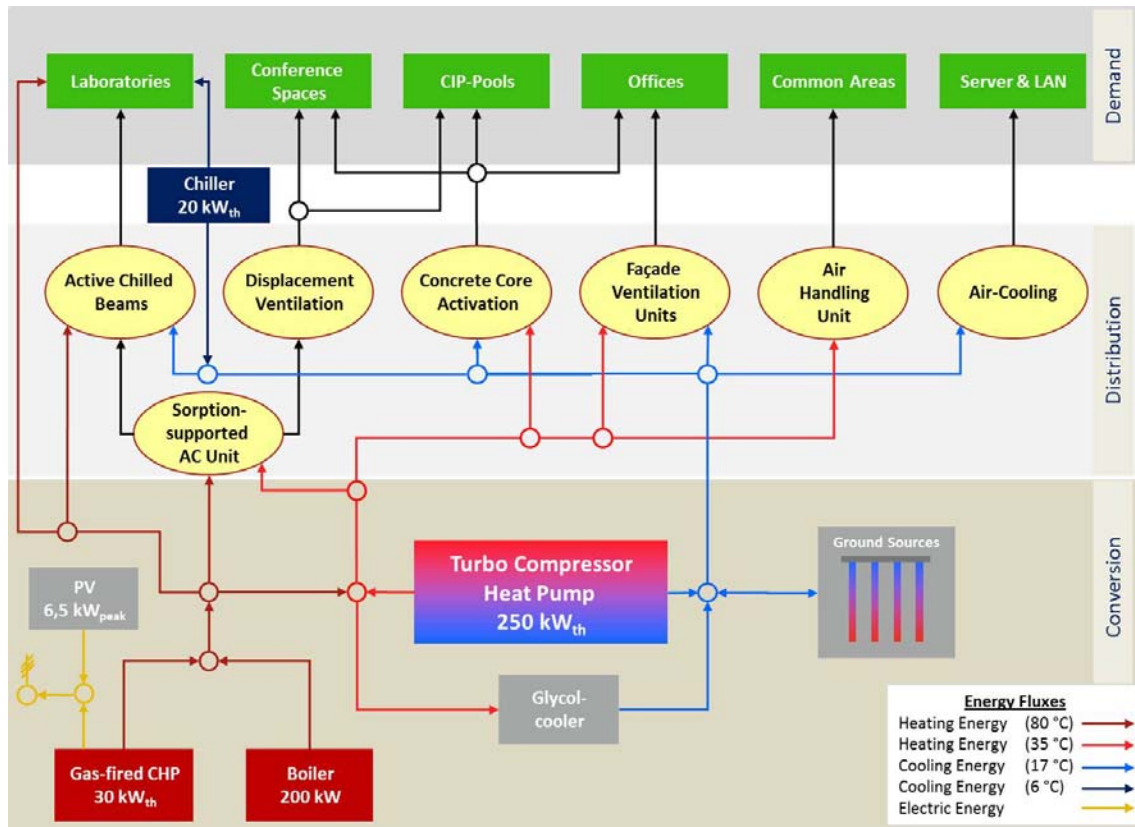 Laboratories
Conference
Spaces
CIP-Pools
Offices
Common Areas
Server & LAN
Demand
Chiller
20 kWth
Active Chilled
Beams
Displacement
Ventilation
Concrete Core
Activation
Façade
Ventilation
Units
Air
Handling
Unit
Air-Cooling
Distribution
Sorption-
supported
AC Unit
Turbo Compressor
Heat Pump
250 kWth
Ground Sources
Conversion
PV
6,5 kWpeak
Glycol-
cooler
Gas-fired CHP
30 kWth
Boiler
200 kW
Energy Fluxes
Heating Energy (80 °C)
Heating Energy (35 °C)
Cooling Energy (17 °C)
Cooling Energy (6 °C)
Electric Energy